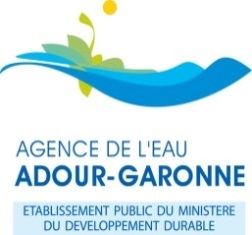 AGENCE DE L'EAU
ADOUR-GARONNE
ETABLISSEMENT PUBLIC DU MINISTERE
DU DEVELOPPEMENT DURABLE